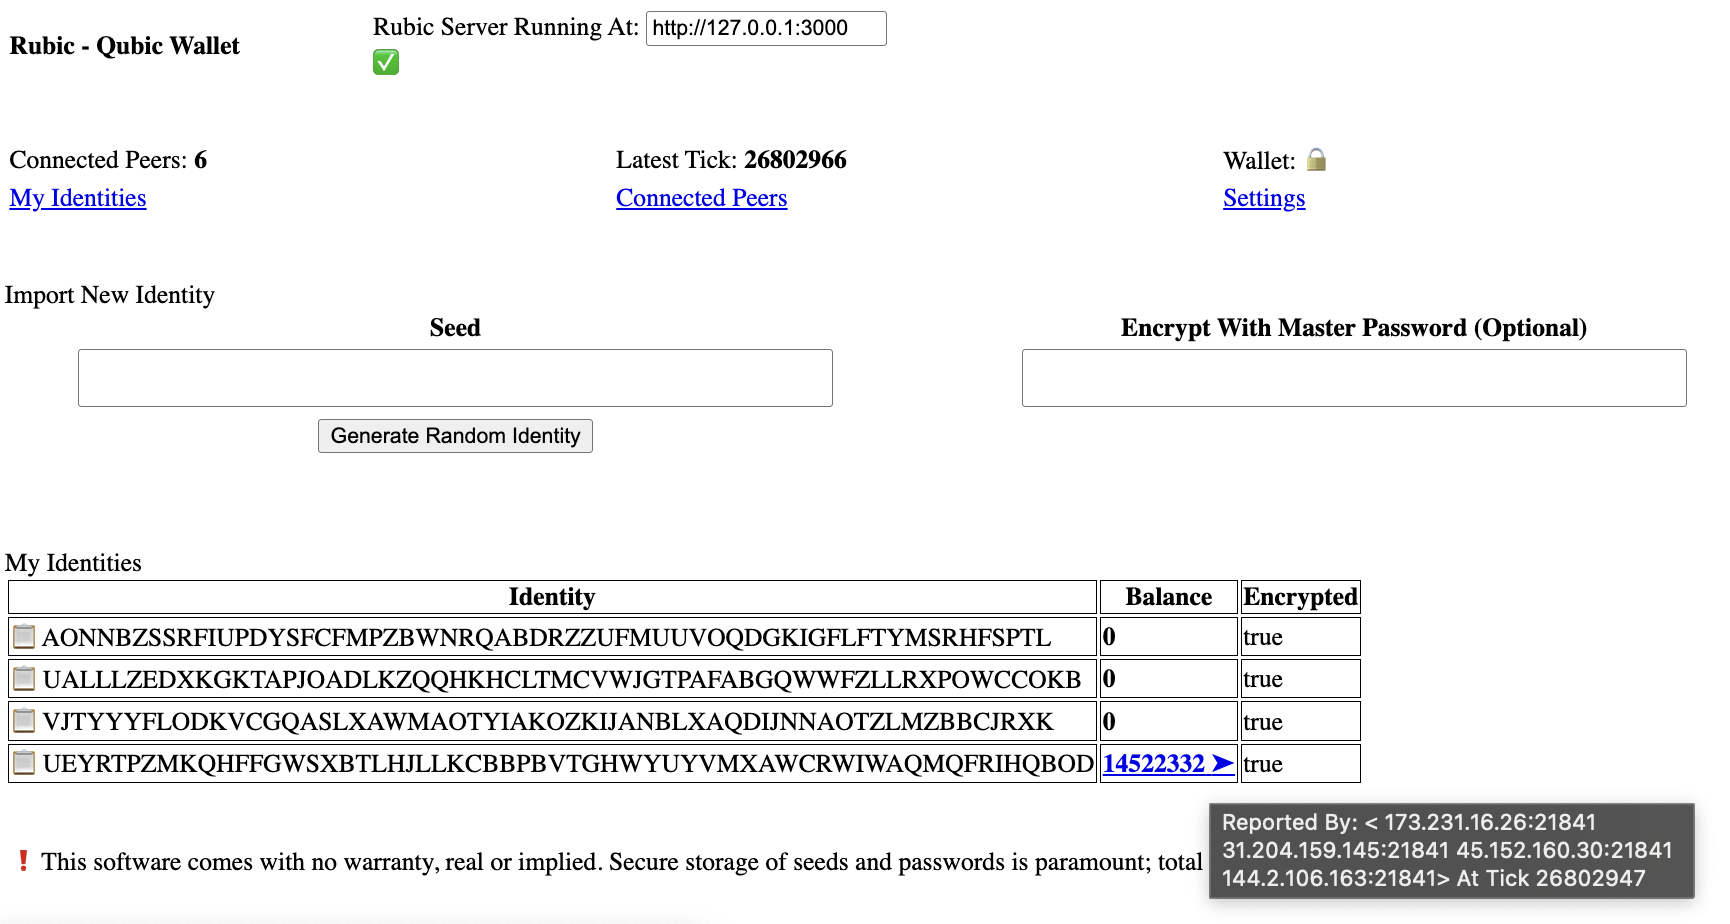 Rubic - Qubic Wallet
Rubic Server Running At: http://127.0.0.1:3000
Connected Peers: 6
Latest Tick: 26802966
Wallet:
My Identities
Connected Peers
Settings
Import New Identity
Seed
Encrypt With Master Password (Optional)
Generate Random Identity
My Identities
Identity Balance Encrypted
AONNBZSSRFIUPDYSFCFMPZBWNRQABDRZZUFMUUVOQDGKIGFLFTYMSRHFSPTL 0 true
UALLLZEDXKGKTAPJOADLKZQQHKHCLTMCVWJGTPAFABGQWWFZLLRXPOWCCOKB 0 true
VJTYYYFLODKVCGQASLXAWMAOTYIAKOZKIJANBLXAQDIJNNAOTZLMZBBCJRXK 0 true
UEYRTPZMKQHFFGWSXBTLHJLLKCBBPBVTGHWYUYVMXAWCRWIWAQMQFRIHQBOD 14522332 ➤ true
This software comes with no warranty, real or implied. Secure storage of seeds and passwords is paramount; total
Reported By: < 173.231.16.26:21841
31.204.159.145:21841 45.152.160.30:21841
144.2.106.163:21841> At Tick 26802947